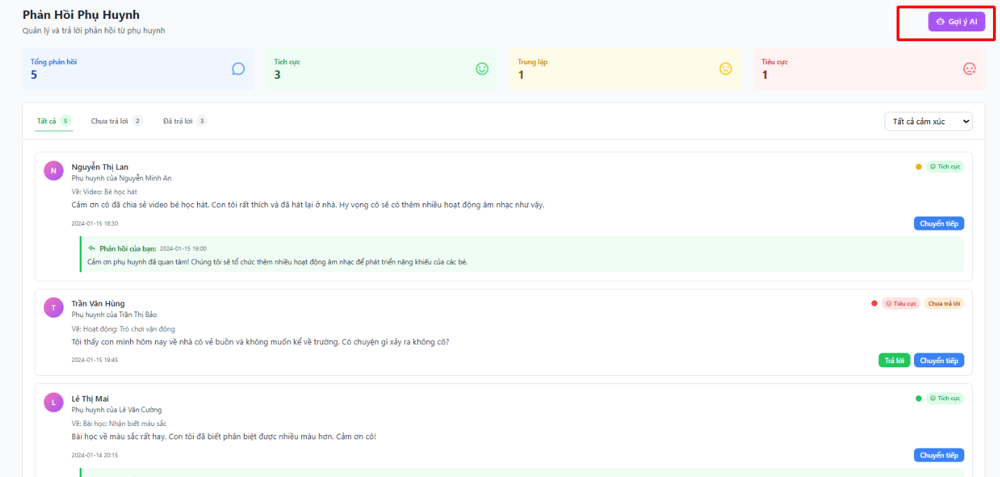 Phản Hồi Phụ Huynh
Quản lý và trả lời phản hồi từ phụ huynh
Gợi ý AI
Tổng phản hồi
5
Tích cực
3
Trung lập
1
Tiêu cực
1
Tất cả 5
Chưa trả lời 2
Đã trả lời 3
Tất cả cảm xúc
N
Nguyễn Thị Lan
Tích cực
Phụ huynh của Nguyễn Minh An
Về: Video: Bé học hát
Cảm ơn cô đã chia sẻ video bé học hát. Con tôi rất thích và đã hát lại ở nhà. Hy vọng cô sẽ có thêm nhiều hoạt động âm nhạc như vậy.
2024-01-15 18:30
Chuyển tiếp
Phản hồi của bạn: 2024-01-15 19:00
Cảm ơn phụ huynh đã quan tâm! Chúng tôi sẽ tổ chức thêm nhiều hoạt động âm nhạc để phát triển năng khiếu của các bé.
T
Trần Văn Hùng
Tiêu cực
Chưa trả lời
Phụ huynh của Trần Thị Bảo
Về: Hoạt động: Trò chơi vận động
Tôi thấy con mình hôm nay về nhà có vẻ buồn và không muốn kể về trường. Có chuyện gì xảy ra không cô?
2024-01-15 19:45
Trả lời
Chuyển tiếp
L
Lê Thị Mai
Tích cực
Phụ huynh của Lê Văn Cường
Về: Bài học: Nhận biết màu sắc
Bài học về màu sắc rất hay. Con tôi đã biết phân biệt được nhiều màu hơn. Cảm ơn cô!
2024-01-14 20:15
Chuyển tiếp